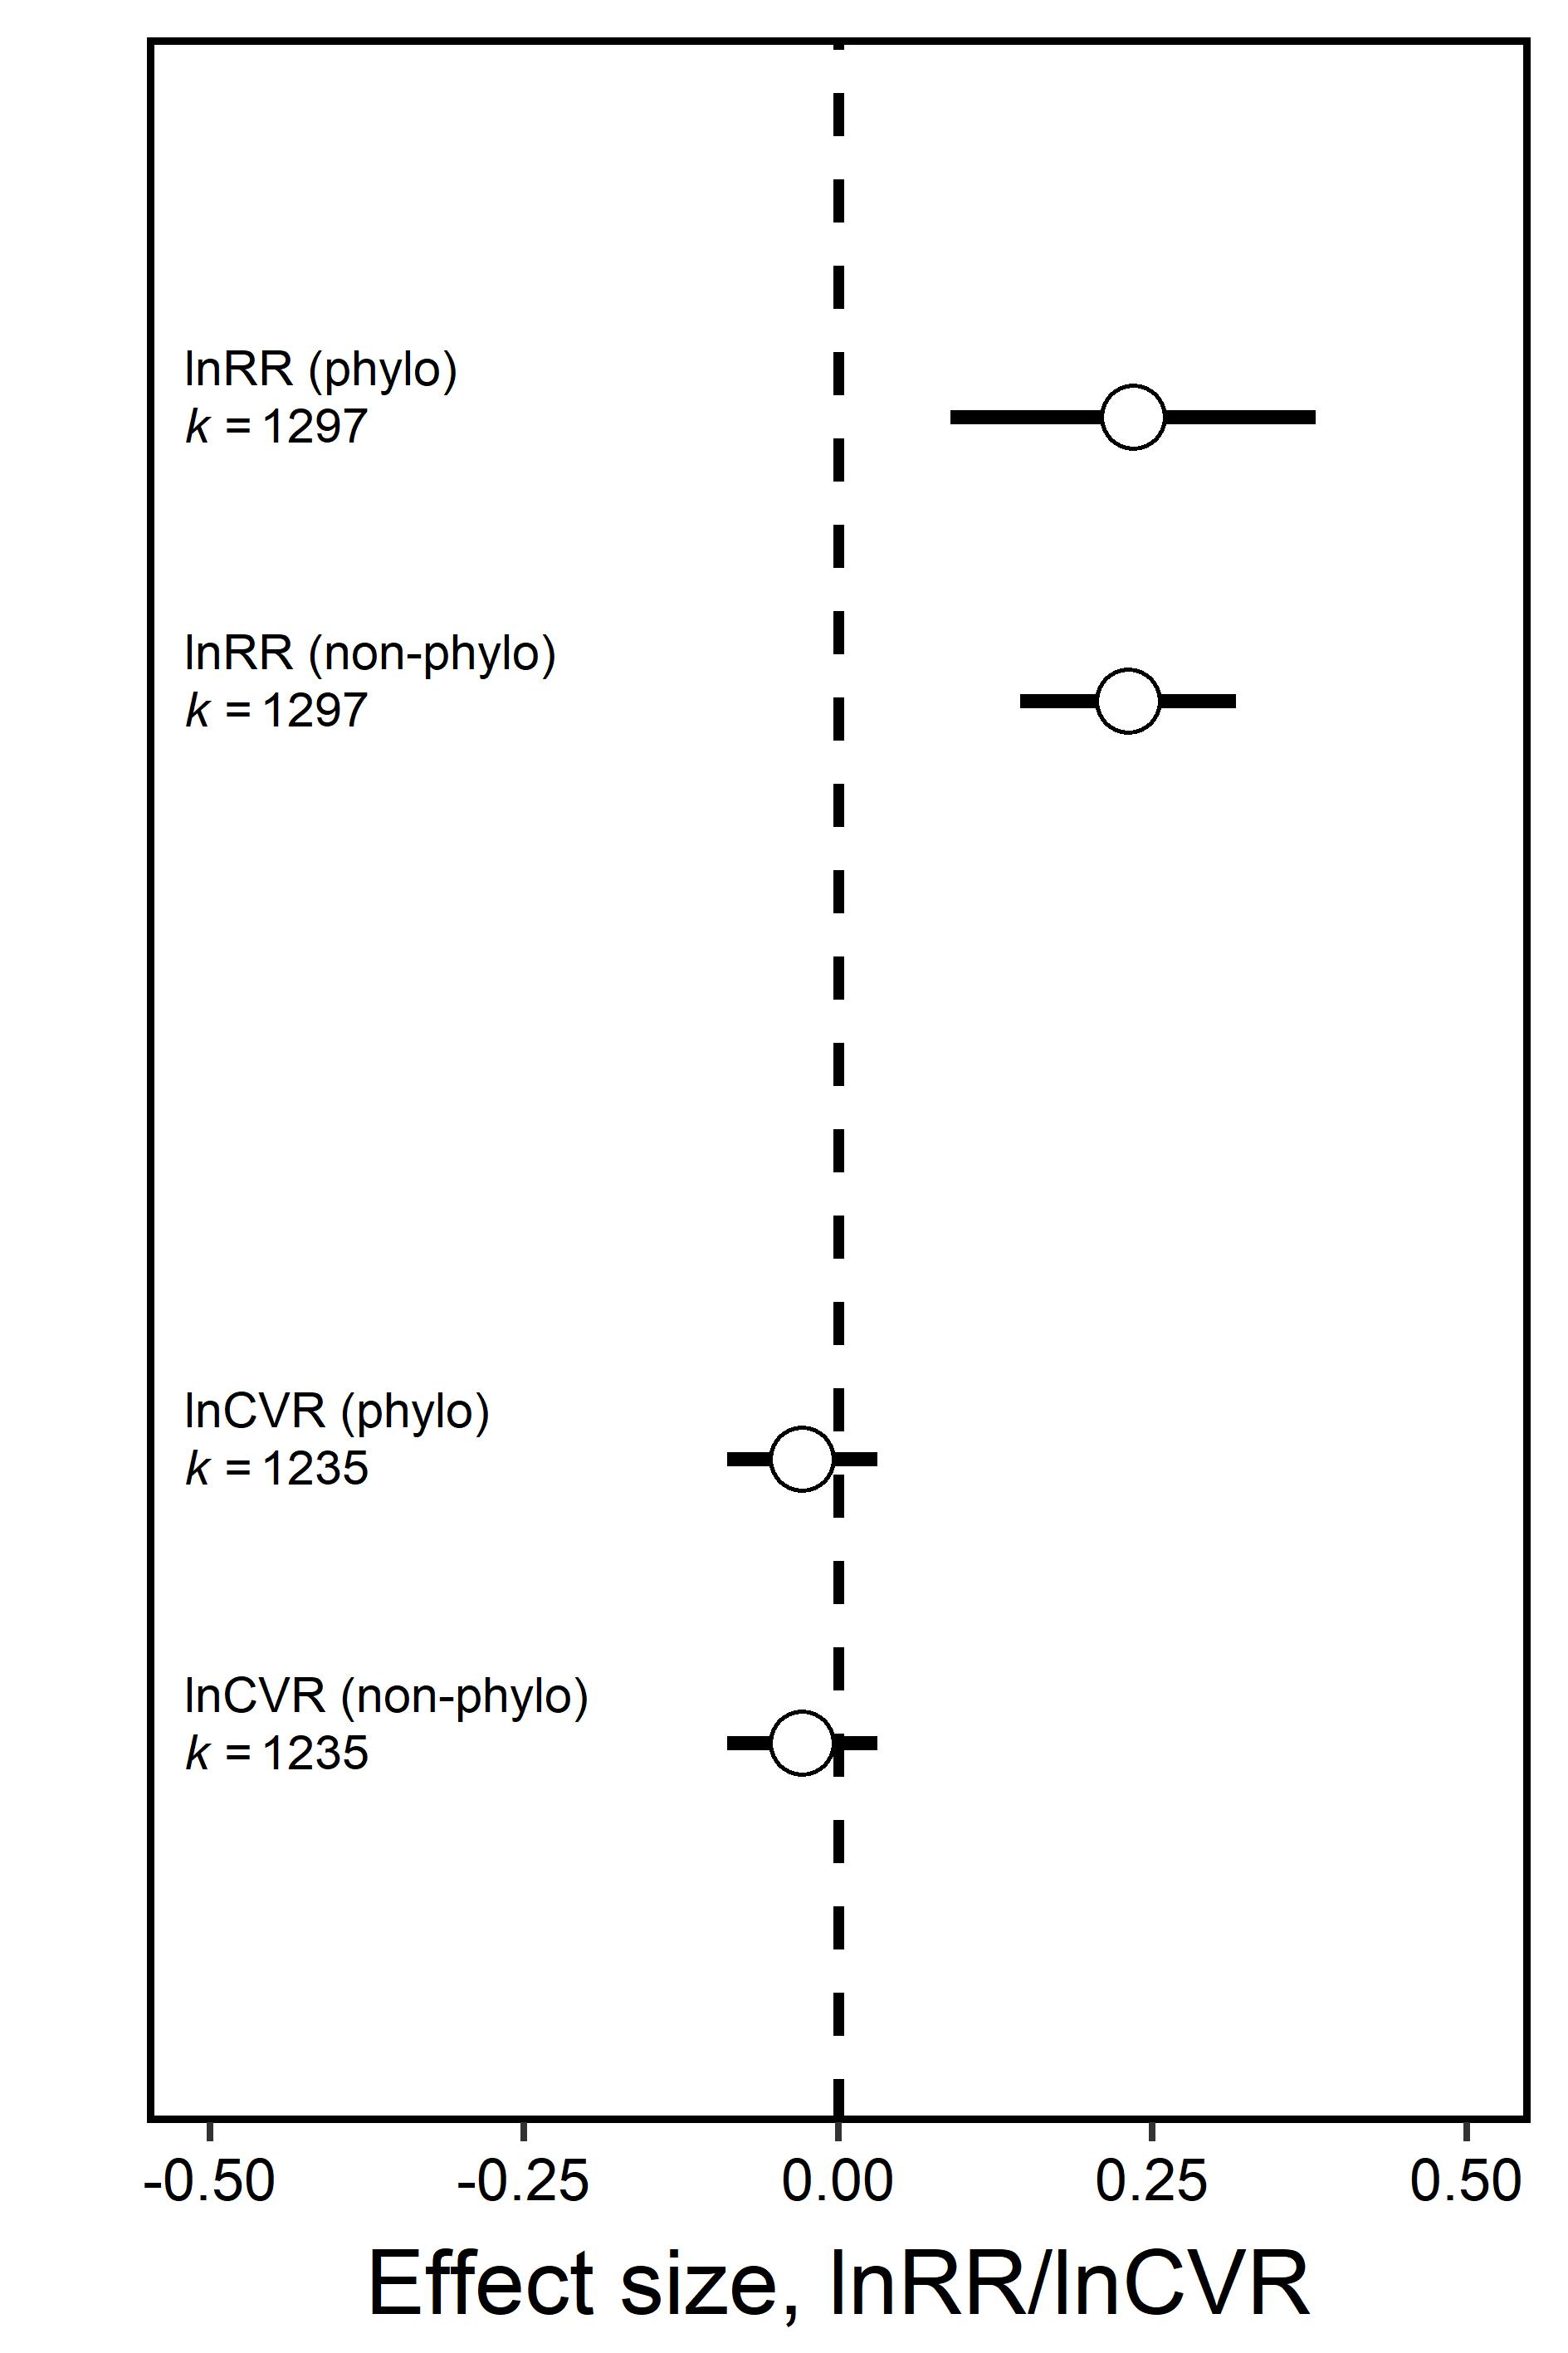 lnRR (phylo)
k = 1297
lnRR (non-phylo)
k = 1297
lnCVR (phylo)
k = 1235
lnCVR (non-phylo)
k = 1235
-0.50 -0.25 0.00 0.25 0.50
Effect size, lnRR/lnCVR